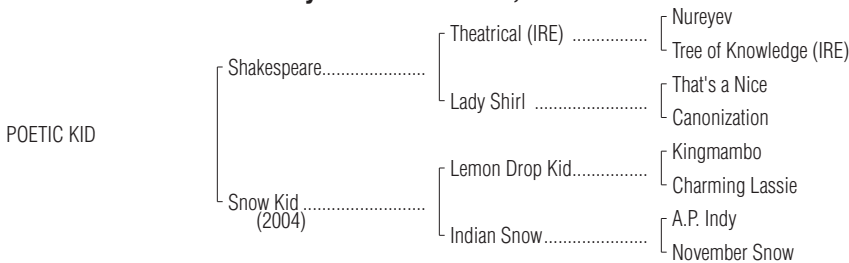 Nureyev
Theatrical (IRE) ................
Tree of Knowledge (IRE)
Shakespeare......................
That's a Nice
Lady Shirl ........................
Canonization
POETIC KID
Kingmambo
Lemon Drop Kid................
Charming Lassie
Snow Kid ..........................
(2004)
A.P. Indy
Indian Snow......................
November Snow